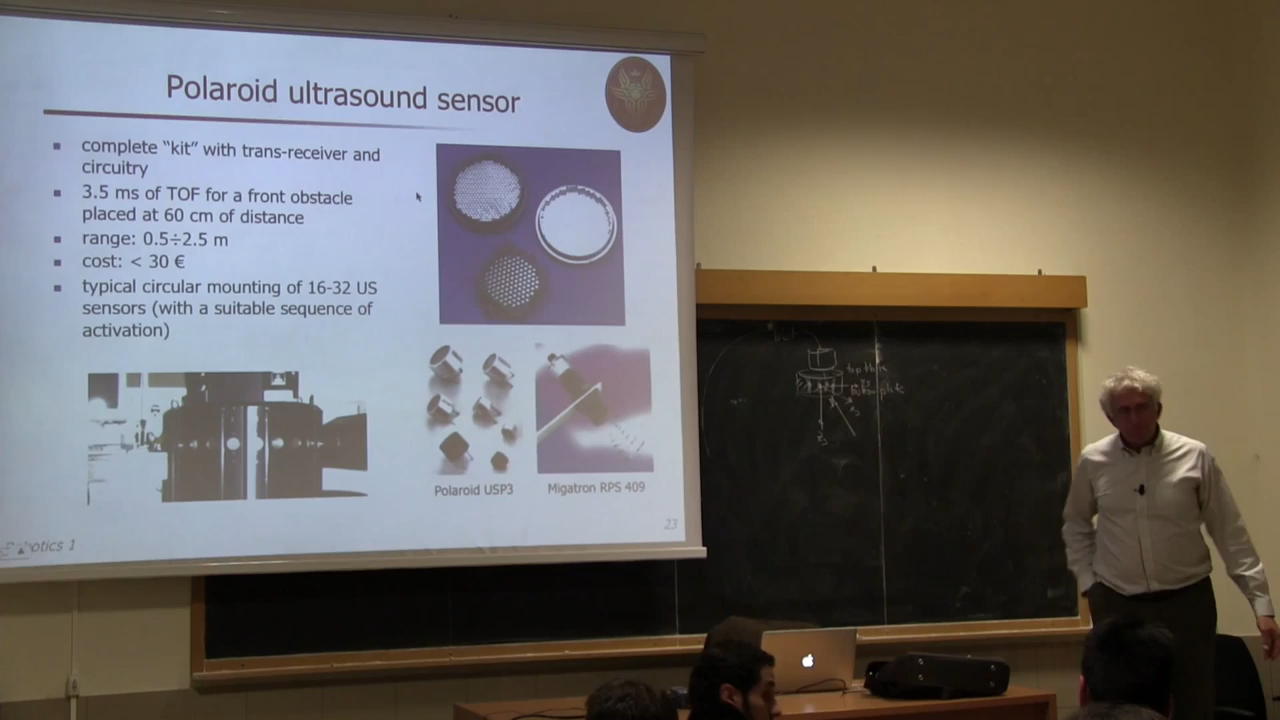 Polaroid ultrasound sensor
complete “kit” with trans-receiver and
circuitry
3.5 ms of TOF for a front obstacle
placed at 60 cm of distance
range: 0.5÷2.5 m
cost: < 30 €
typical circular mounting of 16-32 US
sensors (with a suitable sequence of
activation)
Polaroid USP3
Migatron RPS 409
23